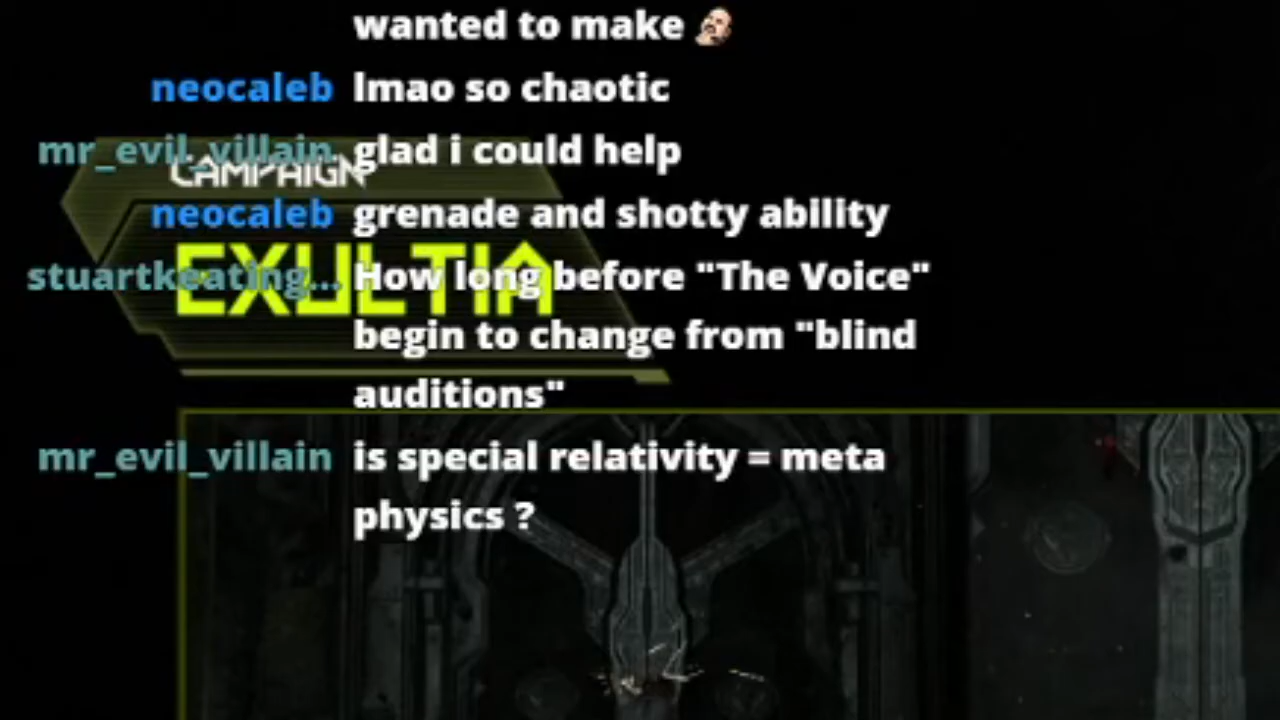 wanted to make
neocaleb lmao so chaotic
mr_evil_villain glad i could help
CAMPAIGN
neocaleb grenade and shotty ability
EXULTIA
stuartkeating... How long before "The Voice"
begin to change from "blind
auditions"
mr_evil_villain is special relativity = meta
physics ?